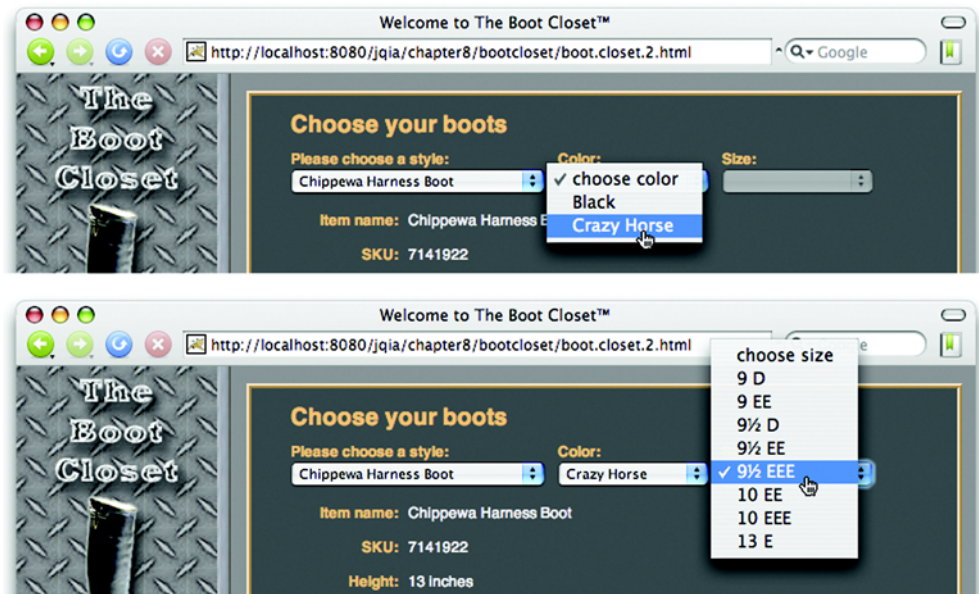 Welcome to The Boot Closet™
http://localhost:8080/jqia/chapter8/bootcloset/boot.closet.2.html
Google
The
Boot
Closet
Choose your boots
Please choose a style:
Color:
Size:
Chippewa Harness Boot
✓ choose color
Black
Crazy Horse
Item name: Chippewa Harness B
SKU: 7141922
Welcome to The Boot Closet™
http://localhost:8080/jqia/chapter8/bootcloset/boot.closet.2.html
e
The
Boot
Closet
Choose your boots
Please choose a style:
Color:
Chippewa Harness Boot
Crazy Horse
choose size
9 D
9 EE
9½ D
9½ EE
✓ 9½ EEE
10 EE
10 EEE
13 E
Item name: Chippewa Harness Boot
SKU: 7141922
Height: 13 inches